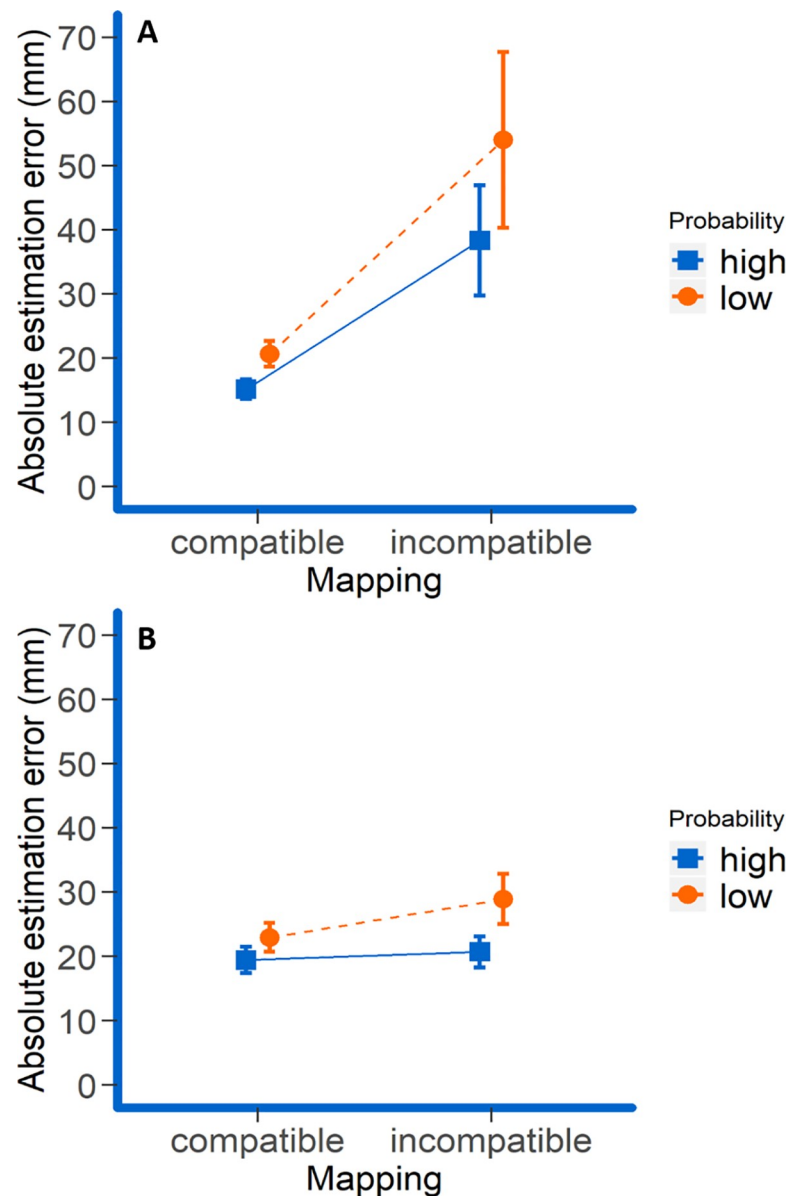 A
Absolute estimation error (mm)
70
60
50
40
30
20
10
0
compatible incompatible
Mapping
Probability
high
low
B
Absolute estimation error (mm)
70
60
50
40
30
20
10
0
compatible incompatible
Mapping
Probability
high
low